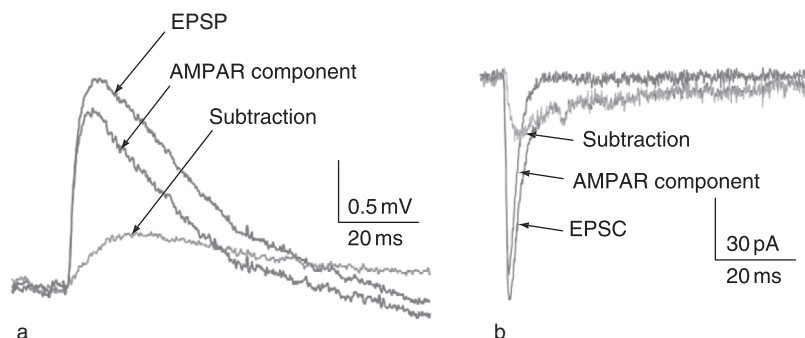 EPSP
AMPAR component
Subtraction
0.5 mV
20 ms
a
Subtraction
AMPAR component
EPSC
30 pA
20 ms
b